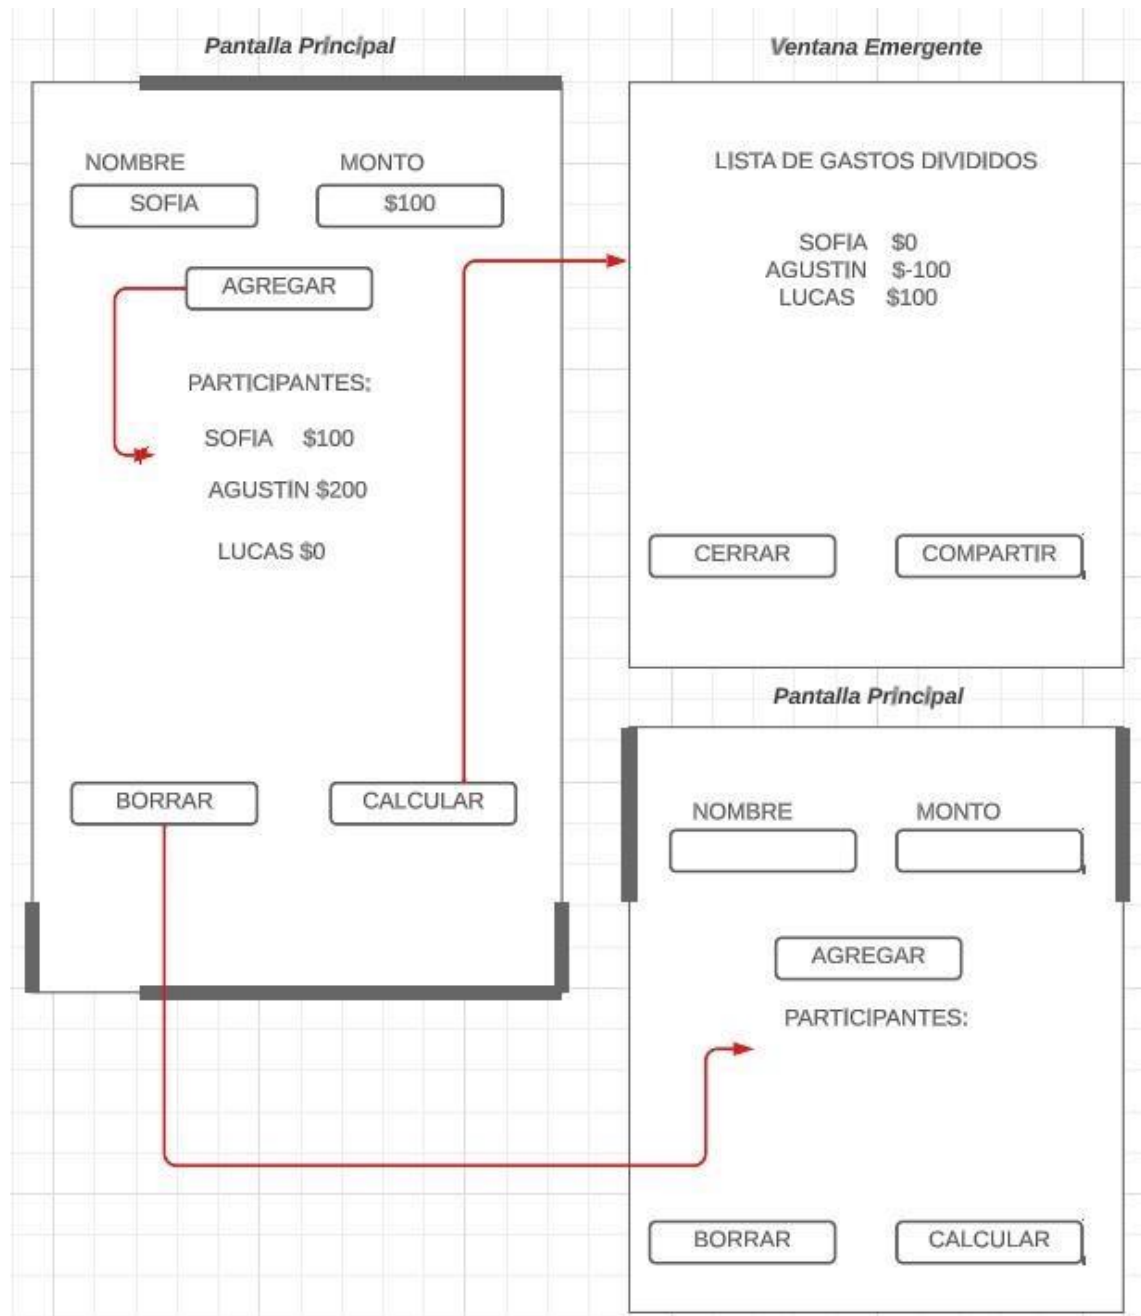 Pantalla Principal
NOMBRE MONTO
SOFIA $100
AGREGAR
PARTICIPANTES:
SOFIA $100
AGUSTIN $200
LUCAS $0
BORRAR CALCULAR
Ventana Emergente
LISTA DE GASTOS DIVIDIDOS
SOFIA $0
AGUSTIN $-100
LUCAS $100
CERRAR COMPARTIR
Pantalla Principal
NOMBRE MONTO
AGREGAR
PARTICIPANTES:
BORRAR CALCULAR